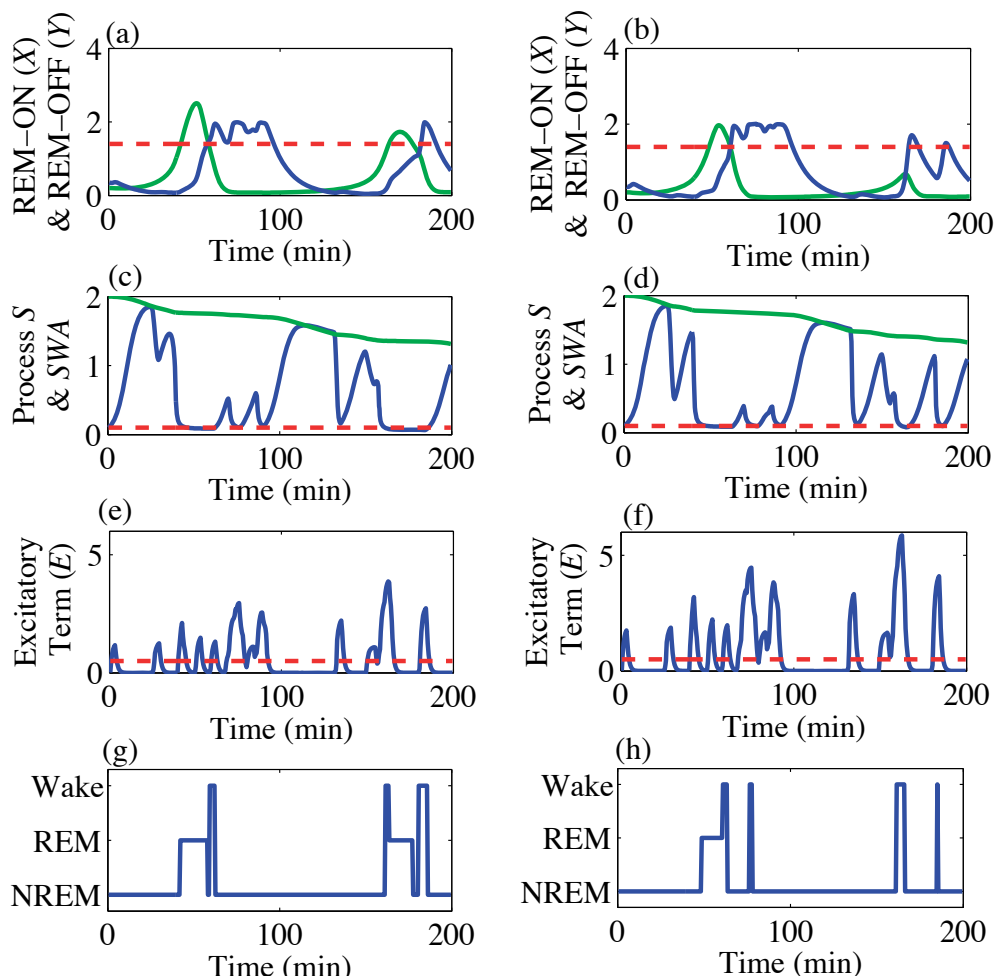 (a)
REM–ON (X)
& REM–OFF (Y)
4
2
0
0
100
200
Time (min)
(b)
REM–ON (X)
& REM–OFF (Y)
4
2
0
0
100
200
Time (min)
(c)
Process S
& SWA
2
1
0
0
100
200
Time (min)
(d)
Process S
& SWA
2
1
0
0
100
200
Time (min)
(e)
Excitatory
Term (E)
5
0
0
100
200
Time (min)
(f)
Excitatory
Term (E)
5
0
0
100
200
Time (min)
(g)
Wake
REM
NREM
0
100
200
Time (min)
(h)
Wake
REM
NREM
0
100
200
Time (min)